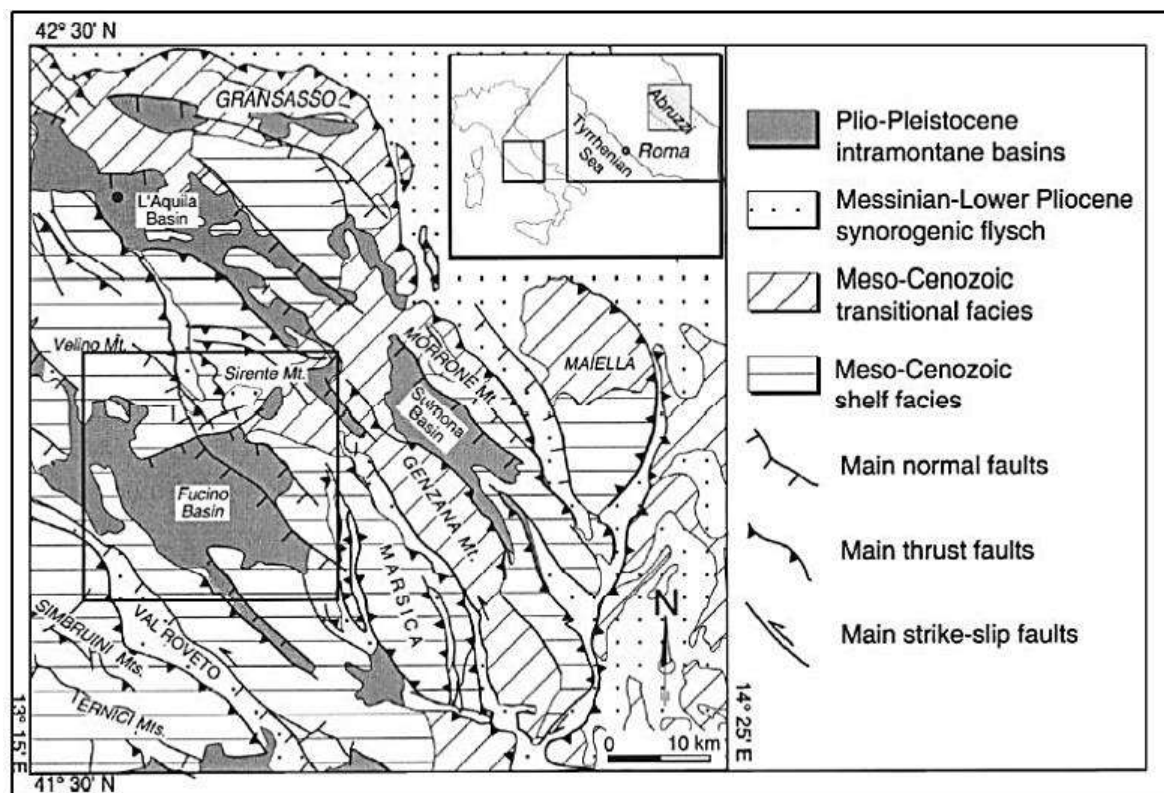 42° 30' N
GRANSASSO
L'Aquila
Basin
Velino Mt.
Sirente Mt.
MORRONE Mt.
MAIELLA
Sulmona
Basin
GENZANA Mt.
Fucino
Basin
MARSICA
VAL ROVETO
SIMBRUINI Mts.
ERNICI Mts.
N
0 10 km
13° 15' E
14° 25' E
41° 30' N
Abruzzi
Tyrrhenian
Sea
Roma
Plio-Pleistocene
intramontane basins
Messinian-Lower Pliocene
synorogenic flysch
Meso-Cenozoic
transitional facies
Meso-Cenozoic
shelf facies
Main normal faults
Main thrust faults
Main strike-slip faults